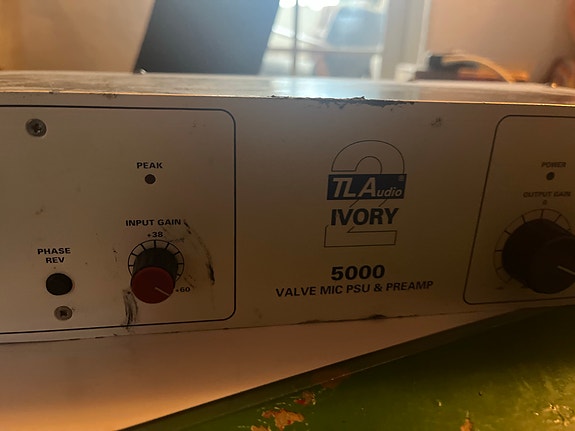 PEAK
INPUT GAIN
+38
+60
PHASE
REV
2
TL Audio®
IVORY
5000
VALVE MIC PSU & PREAMP
POWER
OUTPUT GAIN